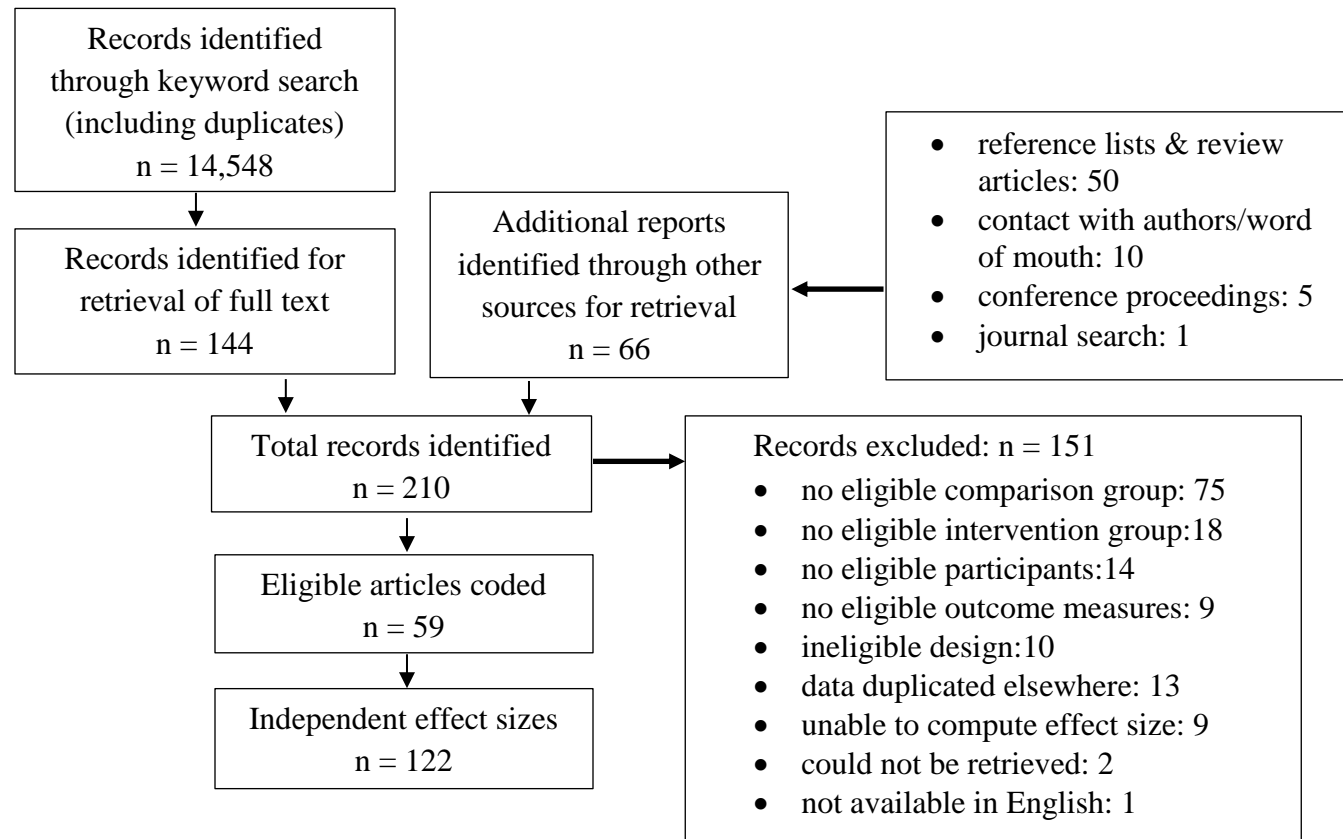 Records identified
through keyword search
(including duplicates)
n = 14,548
Records identified for
retrieval of full text
n = 144
Additional reports
identified through other
sources for retrieval
n = 66
• reference lists & review
articles: 50
• contact with authors/word
of mouth: 10
• conference proceedings: 5
• journal search: 1
Total records identified
n = 210
Eligible articles coded
n = 59
Independent effect sizes
n = 122
Records excluded: n = 151
• no eligible comparison group: 75
• no eligible intervention group:18
• no eligible participants:14
• no eligible outcome measures: 9
• ineligible design:10
• data duplicated elsewhere: 13
• unable to compute effect size: 9
• could not be retrieved: 2
• not available in English: 1